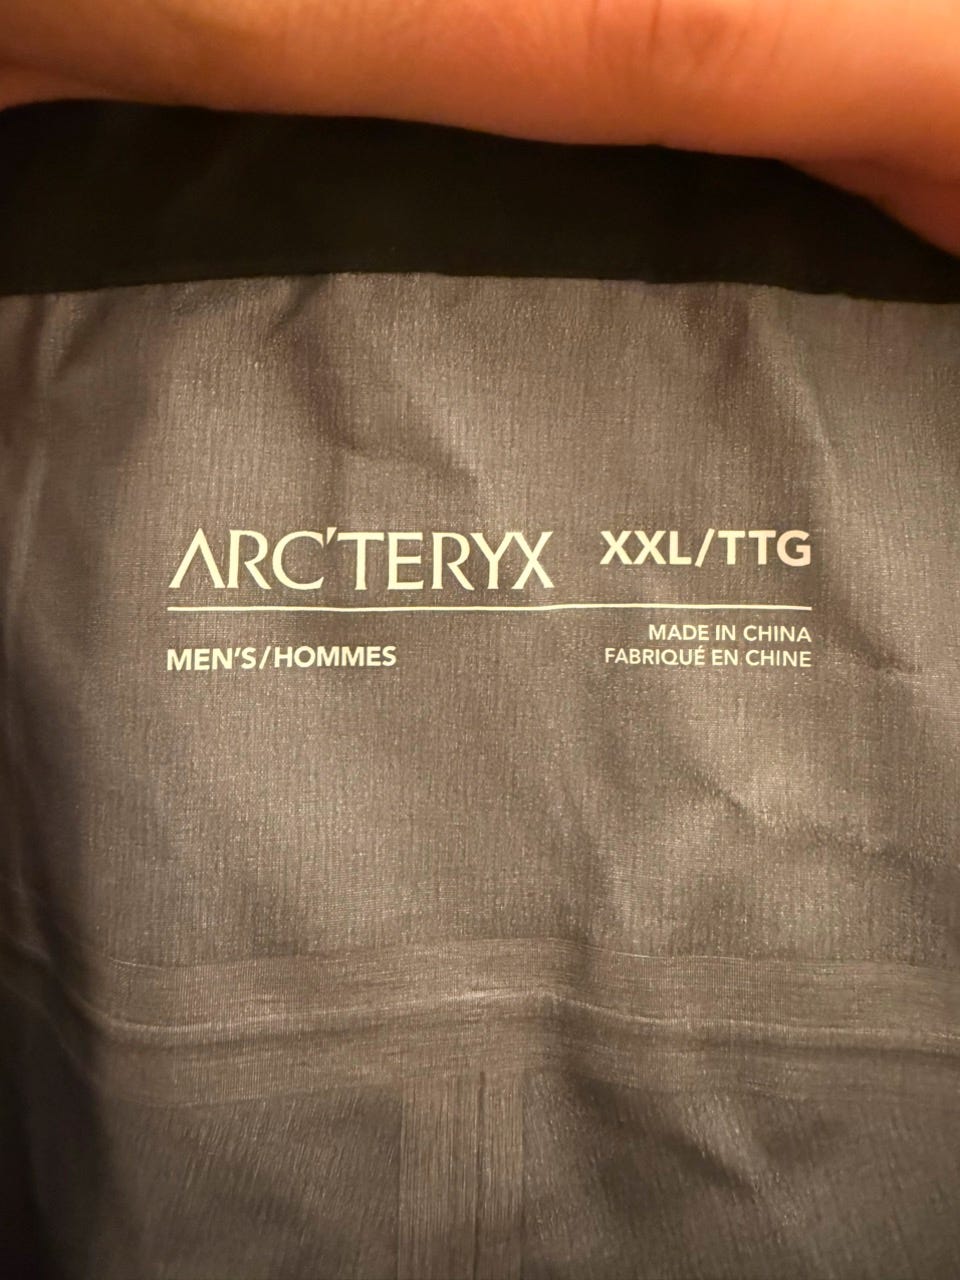 ARC'TERYX XXL/TTG
MEN'S/HOMMES
MADE IN CHINA
FABRIQUÉ EN CHINE